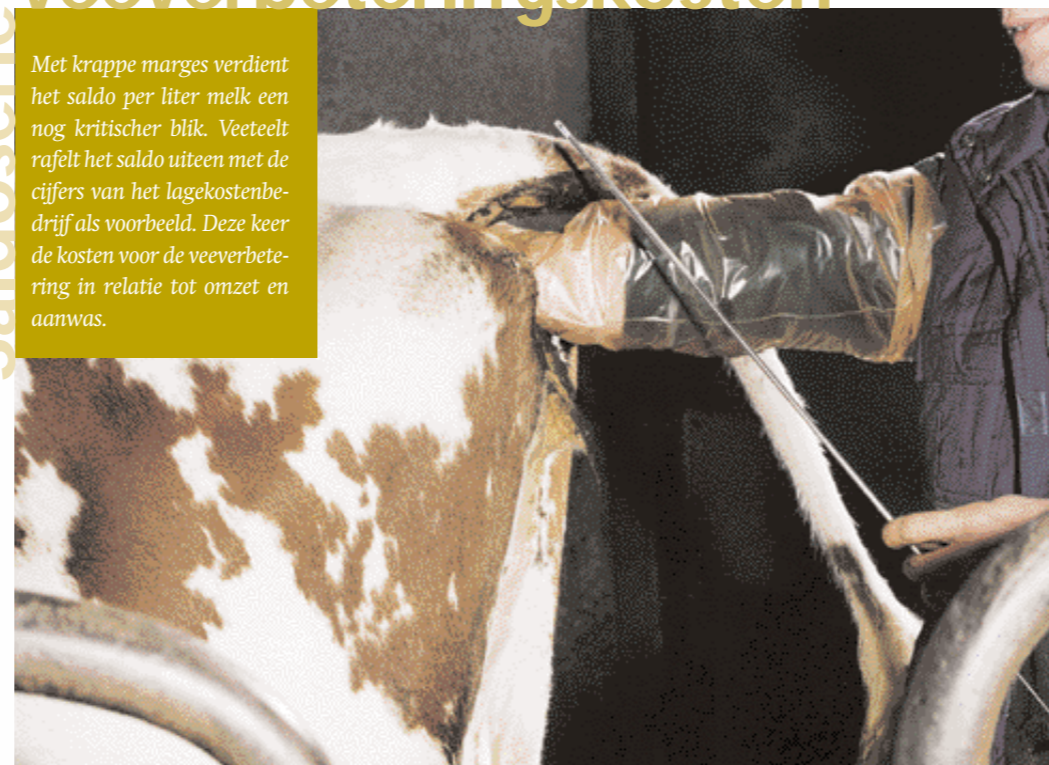 veeverbeteringskosten
Met krappe marges verdient
het saldo per liter melk een
nog kritischer blik. Veeteelt
rafelt het saldo uiteen met de
cijfers van het lagekostenbe-
drijf als voorbeeld. Deze keer
de kosten voor de veeverbete-
ring in relatie tot omzet en
aanwas.